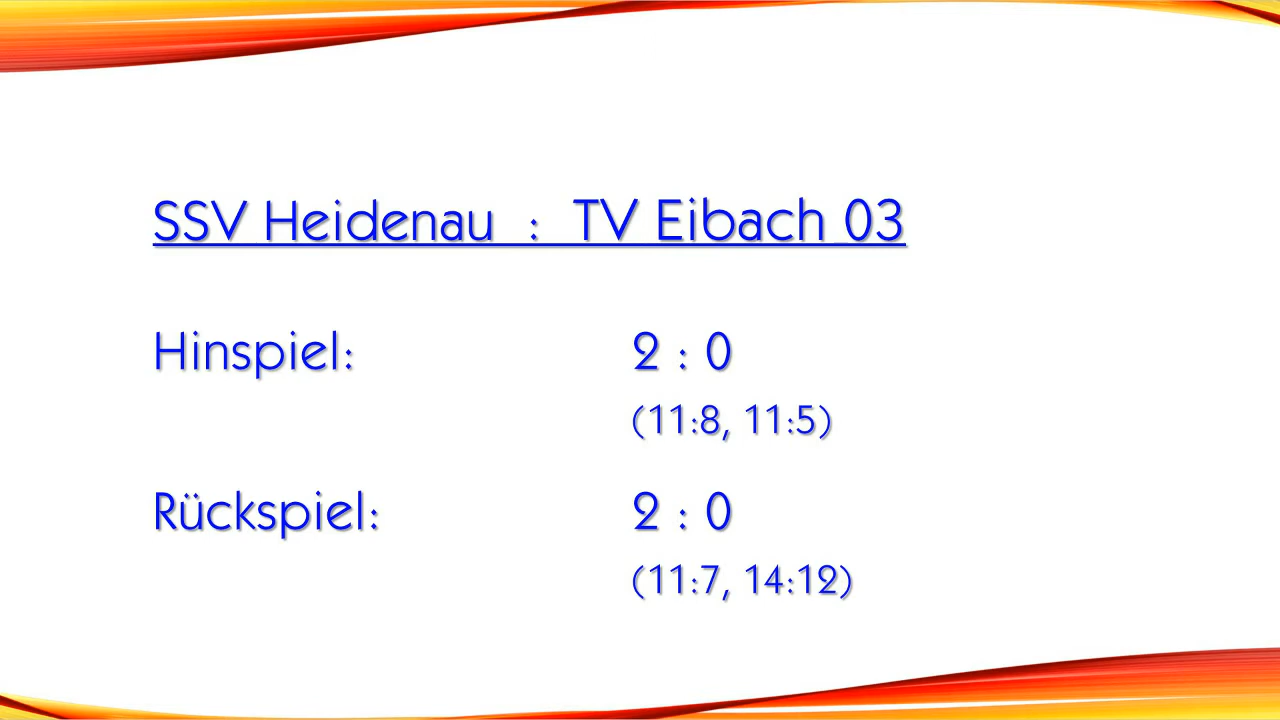 SSV Heidenau : TV Eibach 03
Hinspiel: 2 : 0
(11:8, 11:5)
Rückspiel: 2 : 0
(11:7, 14:12)